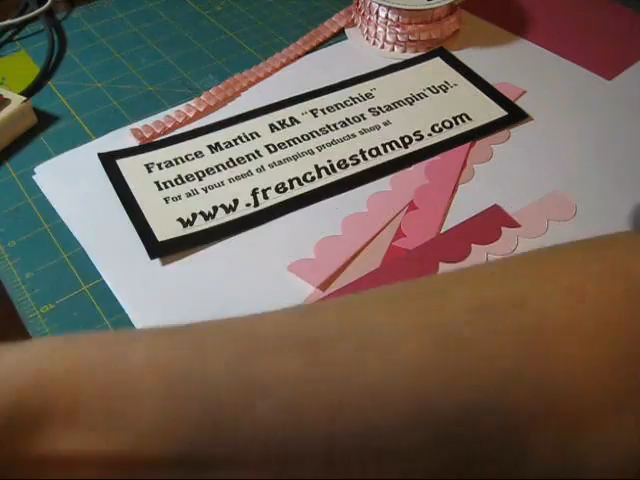 France Martin AKA "Frenchie"
Independent Demonstrator Stampin'Up!.
For all your need of stamping products shop at
www.frenchiestamps.com